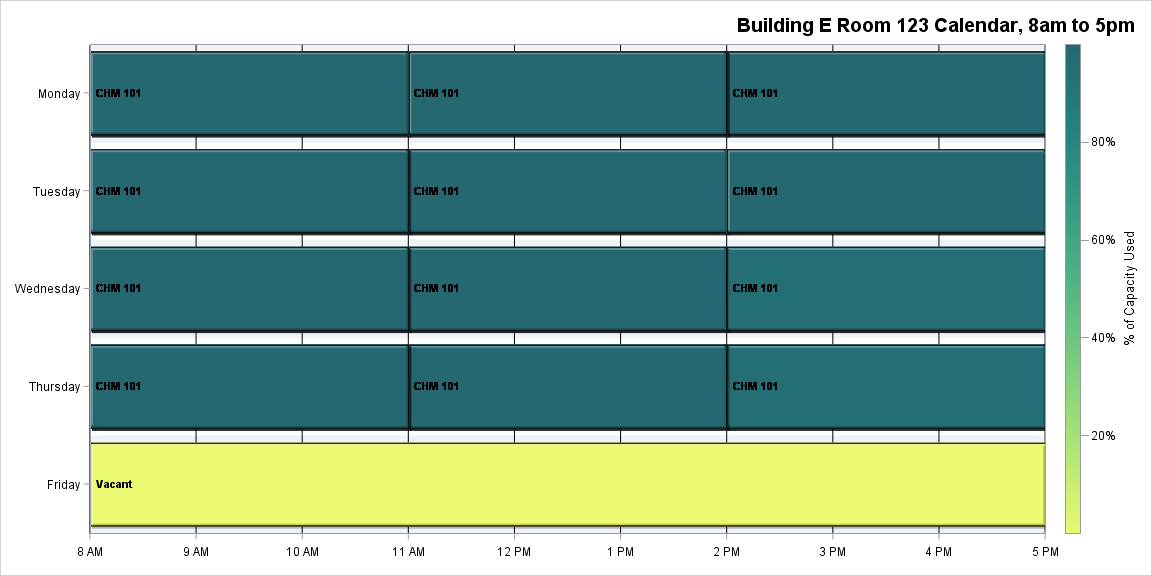 Building E Room 123 Calendar, 8am to 5pm
Monday CHM 101 CHM 101 CHM 101
80%
Tuesday CHM 101 CHM 101 CHM 101
60%
% of Capacity Used
Wednesday CHM 101 CHM 101 CHM 101
40%
Thursday CHM 101 CHM 101 CHM 101
20%
Friday Vacant
8 AM 9 AM 10 AM 11 AM 12 PM 1 PM 2 PM 3 PM 4 PM 5 PM